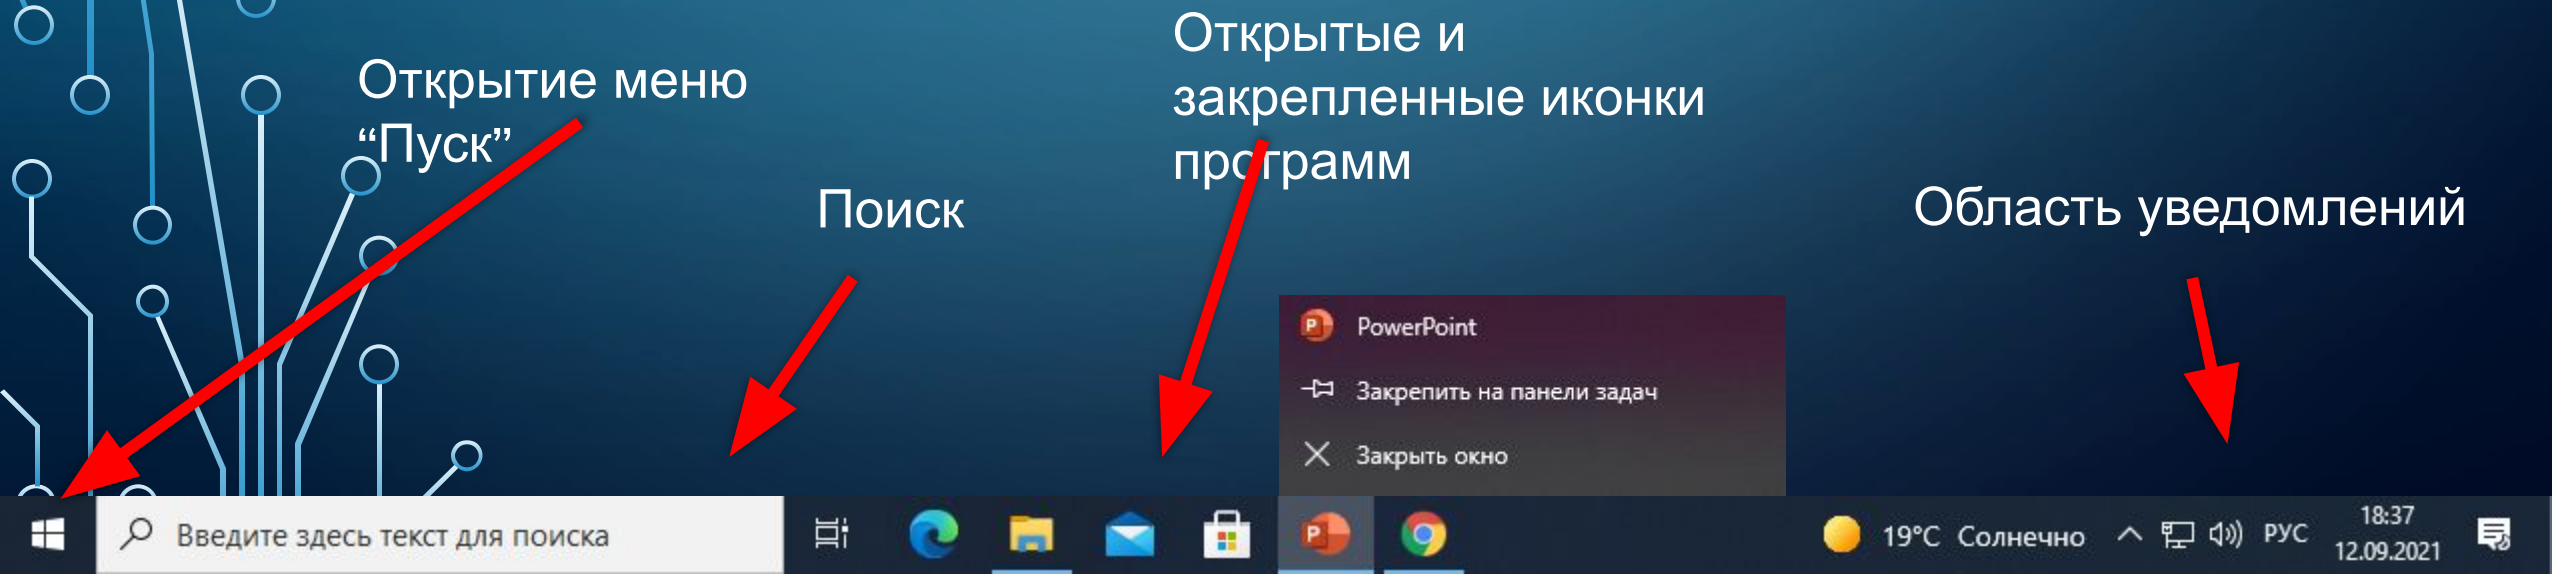 Открытие меню
“Пуск”
Поиск
Открытые и
закрепленные иконки
программ
Область уведомлений
PowerPoint
Закрепить на панели задач
Закрыть окно
Введите здесь текст для поиска
19°C Солнечно
РУС
18:37
12.09.2021